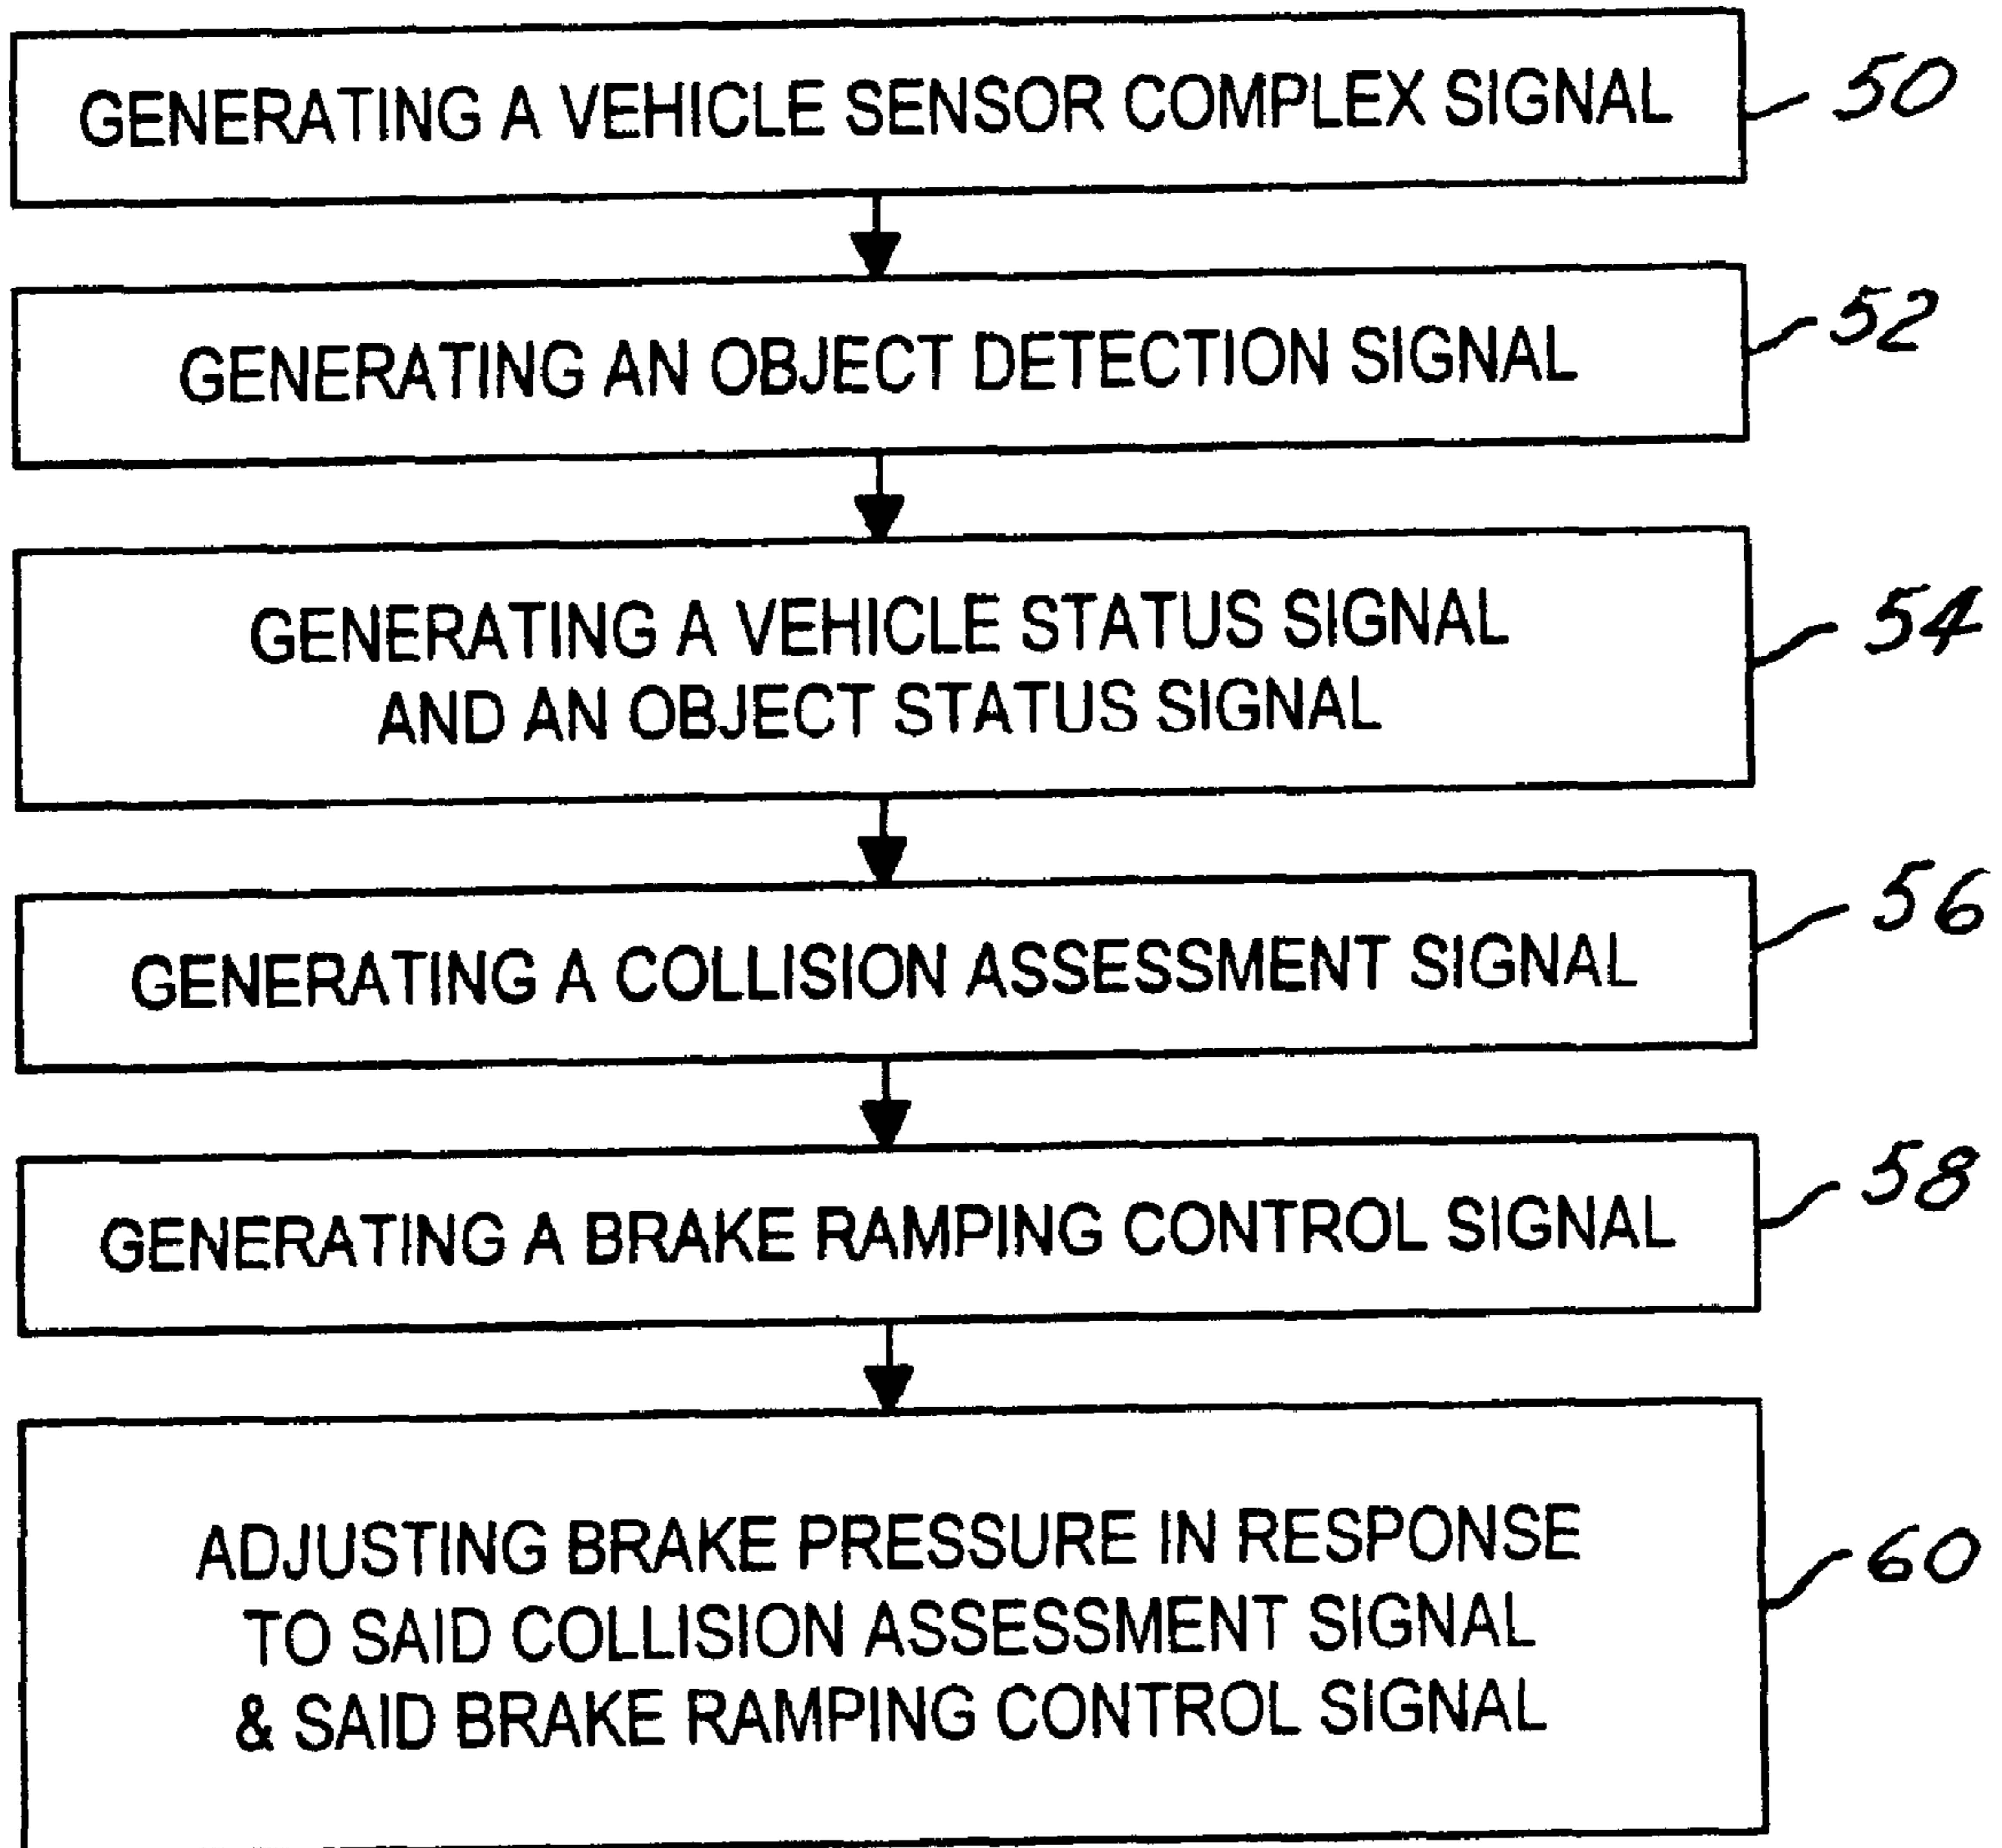 GENERATING A VEHICLE SENSOR COMPLEX SIGNAL
50
GENERATING AN OBJECT DETECTION SIGNAL
52
GENERATING A VEHICLE STATUS SIGNAL
AND AN OBJECT STATUS SIGNAL
54
GENERATING A COLLISION ASSESSMENT SIGNAL
56
GENERATING A BRAKE RAMPING CONTROL SIGNAL
58
ADJUSTING BRAKE PRESSURE IN RESPONSE
TO SAID COLLISION ASSESSMENT SIGNAL
& SAID BRAKE RAMPING CONTROL SIGNAL
60